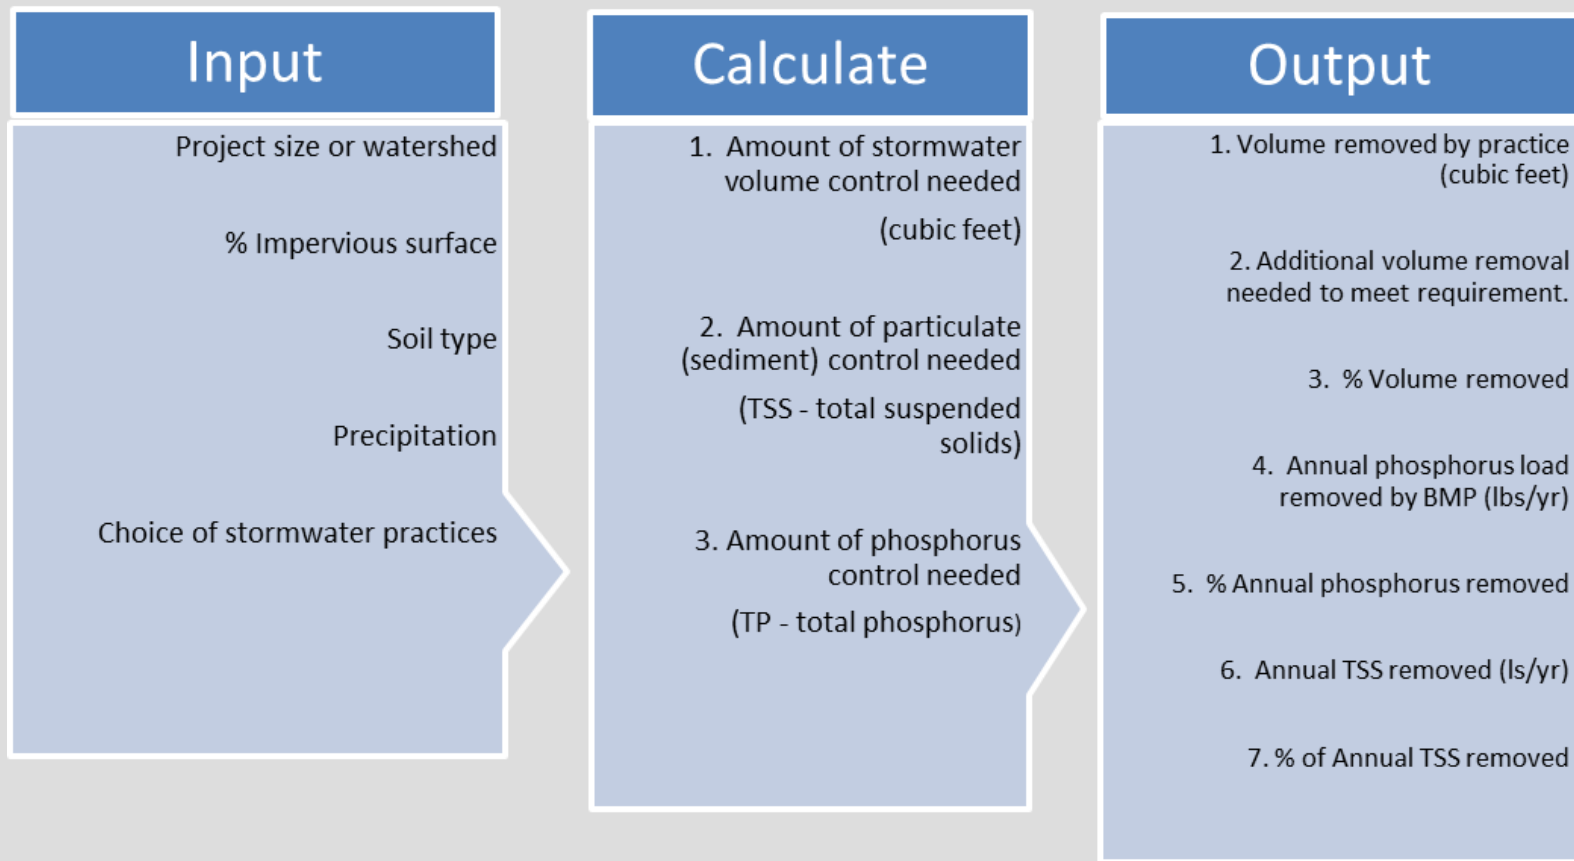 Input
Project size or watershed
% Impervious surface
Soil type
Precipitation
Choice of stormwater practices
Calculate
1. Amount of stormwater
volume control needed
(cubic feet)
2. Amount of particulate
(sediment) control needed
(TSS - total suspended
solids)
3. Amount of phosphorus
control needed
(TP - total phosphorus)
Output
1. Volume removed by practice
(cubic feet)
2. Additional volume removal
needed to meet requirement.
3. % Volume removed
4. Annual phosphorus load
removed by BMP (lbs/yr)
5. % Annual phosphorus removed
6. Annual TSS removed (ls/yr)
7. % of Annual TSS removed